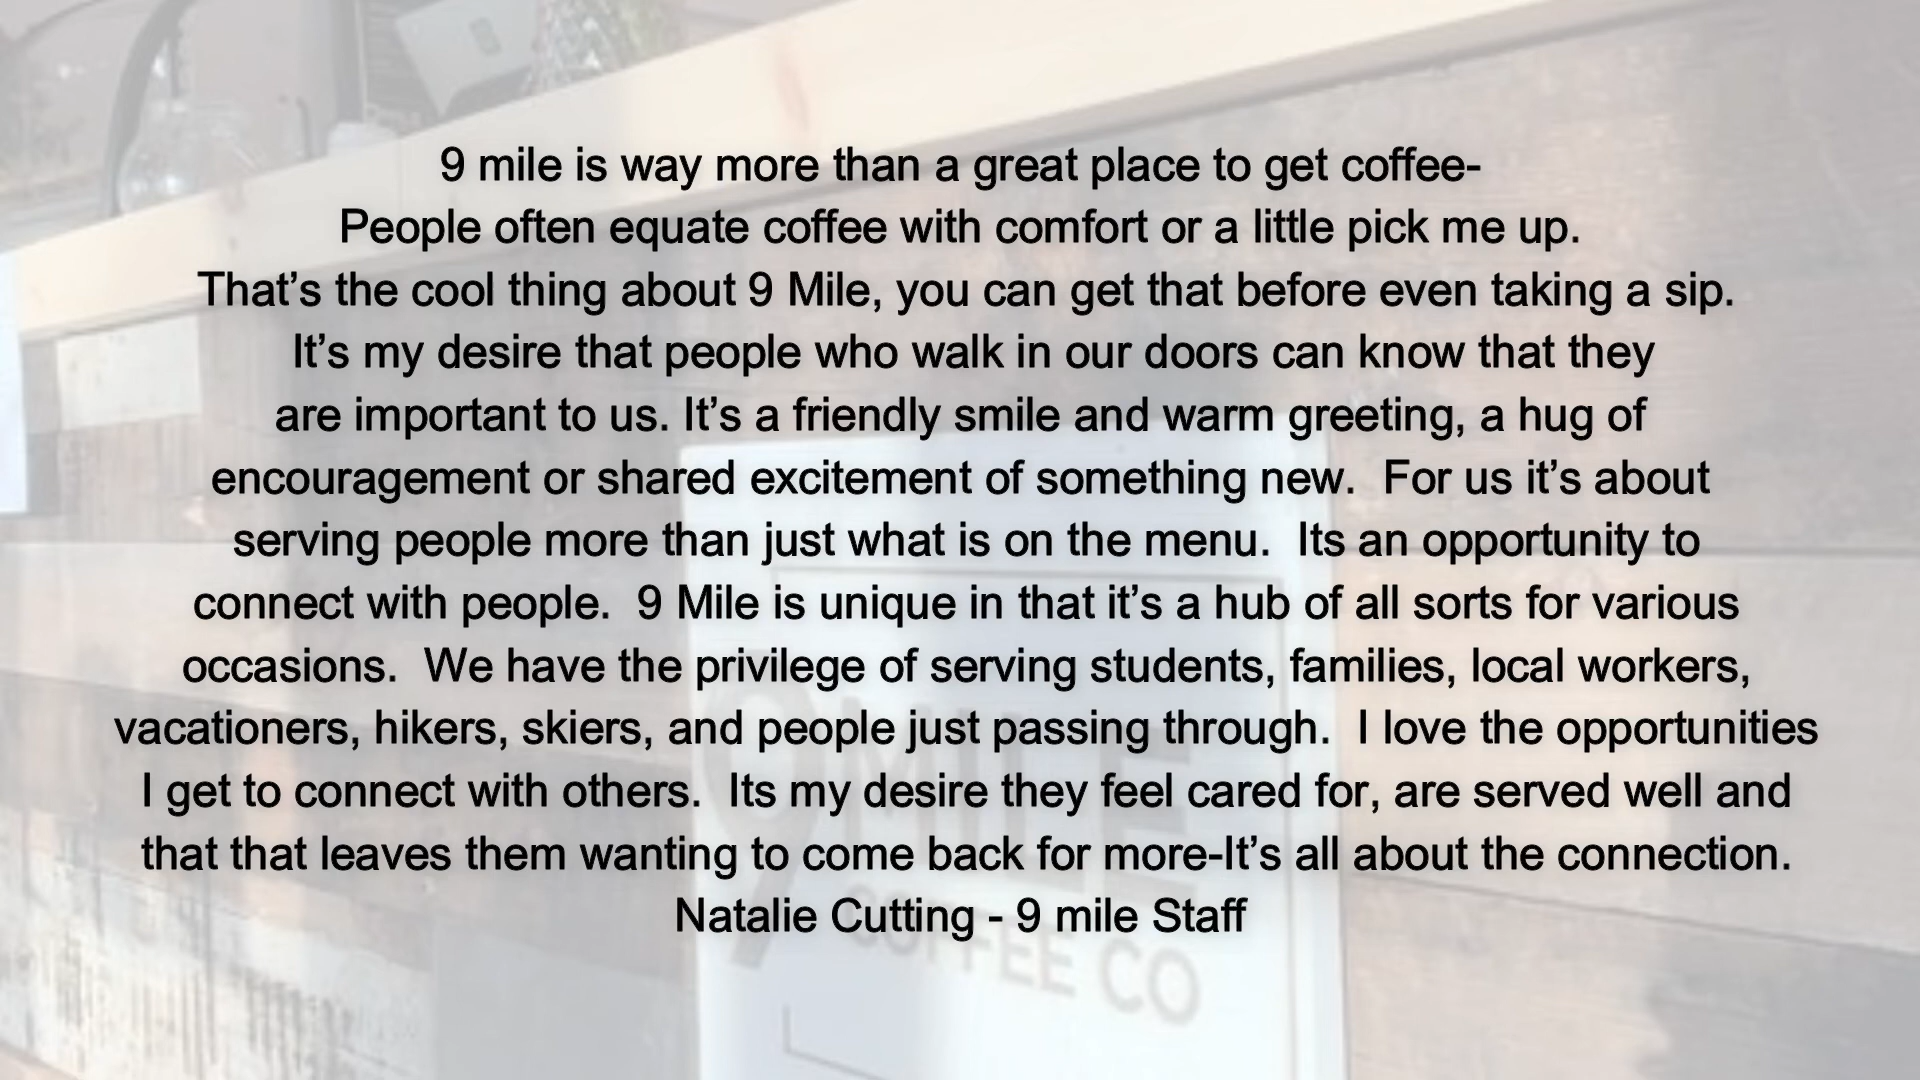 9 mile is way more than a great place to get coffee-
People often equate coffee with comfort or a little pick me up.
That’s the cool thing about 9 Mile, you can get that before even taking a sip.
It’s my desire that people who walk in our doors can know that they
are important to us. It’s a friendly smile and warm greeting, a hug of
encouragement or shared excitement of something new.  For us it’s about
serving people more than just what is on the menu.  Its an opportunity to
connect with people.  9 Mile is unique in that it’s a hub of all sorts for various
occasions.  We have the privilege of serving students, families, local workers,
vacationers, hikers, skiers, and people just passing through.  I love the opportunities
I get to connect with others.  Its my desire they feel cared for, are served well and
that that leaves them wanting to come back for more-It’s all about the connection.
Natalie Cutting - 9 mile Staff
9 MILE
COFFEE CO